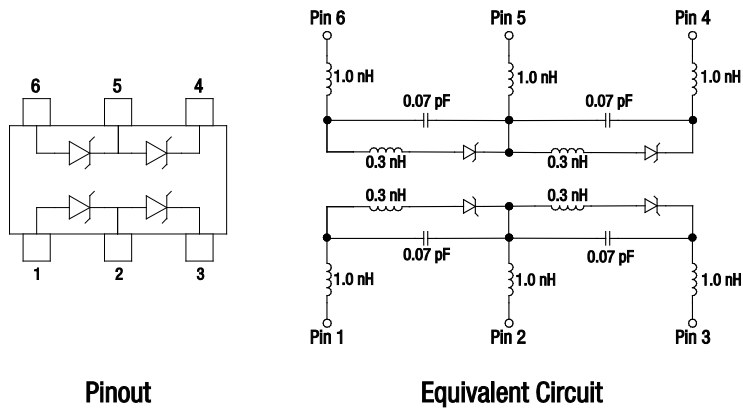 6 5 4
1 2 3
Pinout
Pin 6 Pin 5 Pin 4
1.0 nH 1.0 nH 1.0 nH
0.07 pF 0.07 pF
0.3 nH 0.3 nH
0.3 nH 0.3 nH
0.07 pF 0.07 pF
1.0 nH 1.0 nH 1.0 nH
Pin 1 Pin 2 Pin 3
Equivalent Circuit